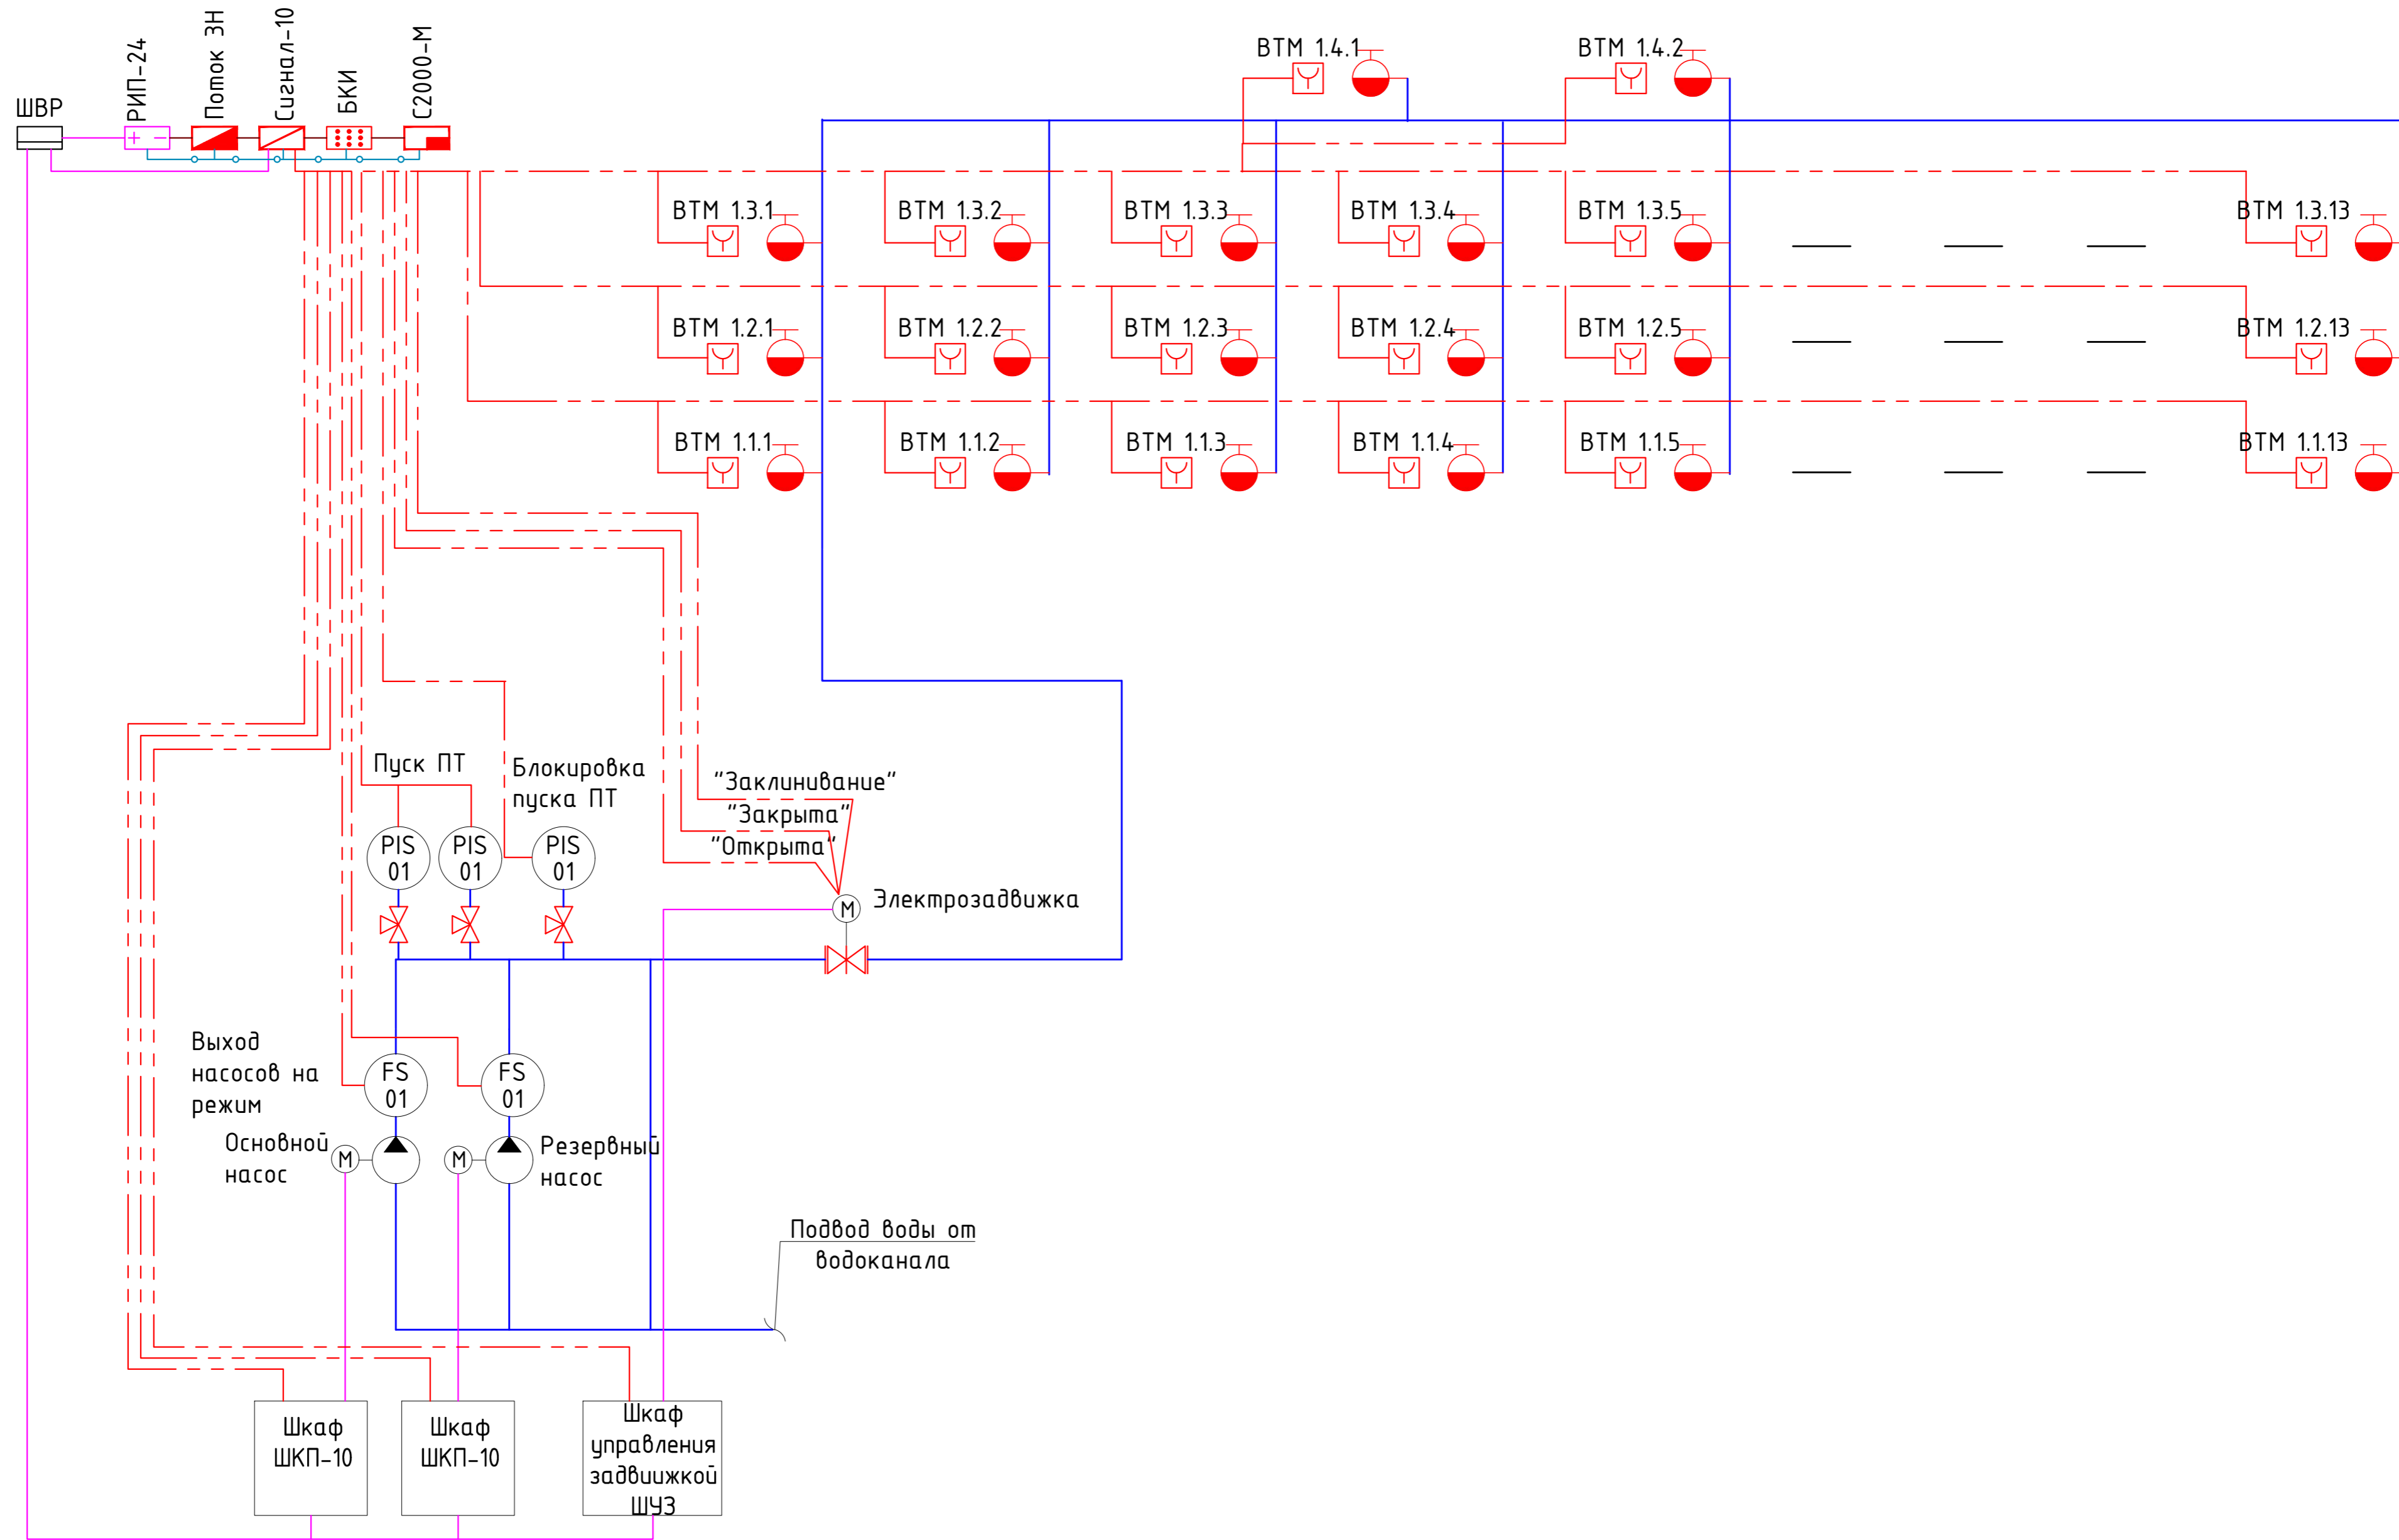 ШВР
РИП-24
Поток 3Н
Сигнал-10
БКИ
С2000-М
ВТМ 1.4.1
ВТМ 1.4.2
ВТМ 1.3.1
ВТМ 1.3.2
ВТМ 1.3.3
ВТМ 1.3.4
ВТМ 1.3.5
ВТМ 1.3.13
ВТМ 1.2.1
ВТМ 1.2.2
ВТМ 1.2.3
ВТМ 1.2.4
ВТМ 1.2.5
ВТМ 1.2.13
ВТМ 1.1.1
ВТМ 1.1.2
ВТМ 1.1.3
ВТМ 1.1.4
ВТМ 1.1.5
ВТМ 1.1.13
Пуск ПТ
Блокировка
пуска ПТ
"Заклинивание"
"Закрыта"
"Открыта"
PIS
01
PIS
01
PIS
01
М
Электрозадвижка
Выход
насосов на
режим
FS
01
FS
01
Основной
насос
М
М
Резервный
насос
Подвод воды от
водоканала
Шкаф
ШКП-10
Шкаф
ШКП-10
Шкаф
управления
задвиижкой
ШУЗ